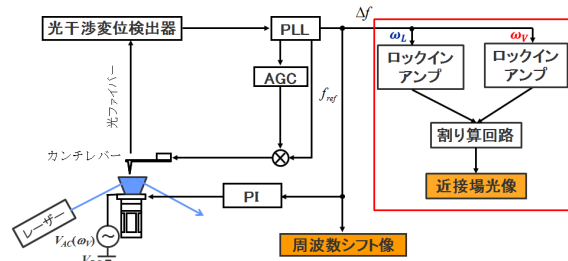 光干渉変位検出器
PLL
Δf
ω_L
ω_V
ロックイン
アンプ
ロックイン
アンプ
AGC
f_ref
光ファイバー
割り算回路
カンチレバー
近接場光像
PI
レーザー
V_AC(ω_V)
周波数シフト像